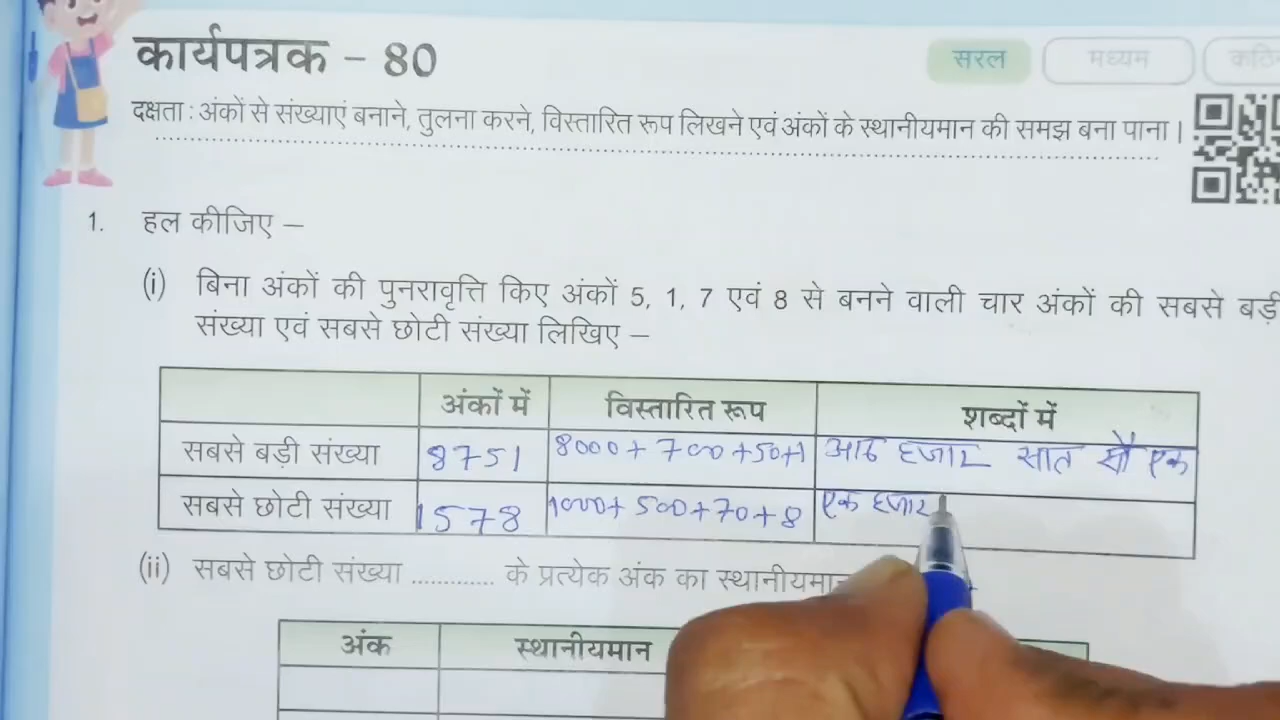 कार्यपत्रक – 80
सरल
मध्यम
दक्षता : अंकों से संख्याएं बनाने, तुलना करने, विस्तारित रूप लिखने एवं अंकों के स्थानीयमान की समझ बना पाना।
1. हल कीजिए –
(i) बिना अंकों की पुनरावृत्ति किए अंकों 5, 1, 7 एवं 8 से बनने वाली चार अंकों की सबसे बड़ी
संख्या एवं सबसे छोटी संख्या लिखिए –
अंकों में विस्तारित रूप शब्दों में
सबसे बड़ी संख्या 8751 8000+700+50+1 आठ हजार सात सौ एक
सबसे छोटी संख्या 1578 1000+500+70+8 एक हजार
(ii) सबसे छोटी संख्या ............. के प्रत्येक अंक का
अंक स्थानीयमान